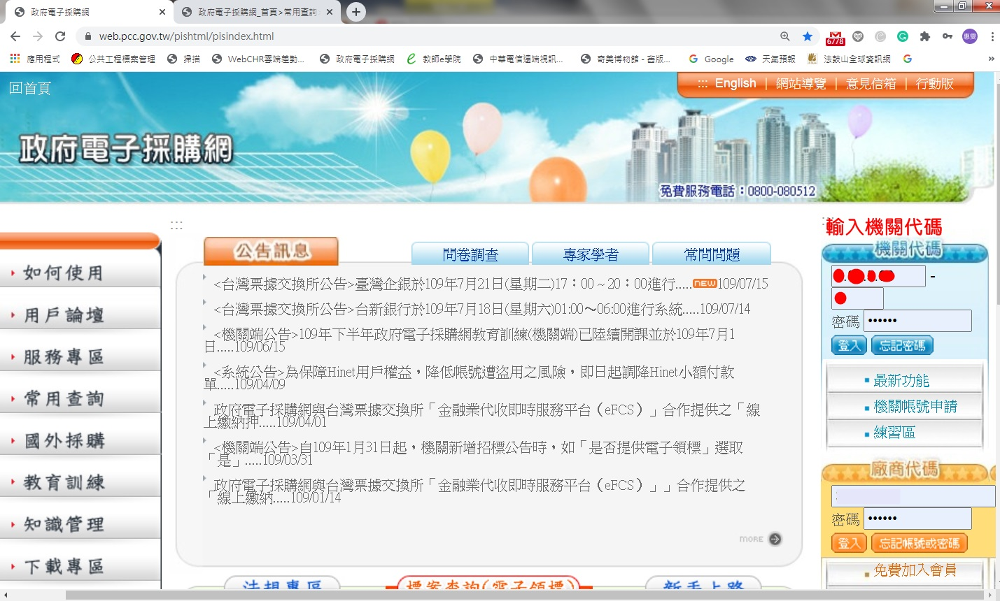 政府電子採購網
政府電子採購網_首頁>常用查詢
web.pcc.gov.tw/pishtml/pisindex.html
6778
惠雯
應用程式
公共工程標案管理
掃描
WebCHR雲端差勤...
政府電子採購網
教師e學院
中華電信遠端視訊...
奇美博物館 - 舊版...
Google
天氣預報
法鼓山全球資訊網
回首頁
::: English | 網站導覽 | 意見信箱 | 行動版
政府電子採購網
免費服務電話：0800-080512
如何使用
用戶論壇
服務專區
常用查詢
國外採購
教育訓練
知識管理
下載專區
:::
公告訊息
問卷調查
專家學者
常問問題
<台灣票據交換所公告>臺灣企銀於109年7月21日(星期二)17：00～20：00進行.....NEW109/07/15
<台灣票據交換所公告>台新銀行於109年7月18日(星期六)01:00～06:00進行系統.....109/07/14
<機關端公告>109年下半年政府電子採購網教育訓練(機關端)已陸續開課並於109年7月1
日.....109/06/15
<系統公告>為保障Hinet用戶權益，降低帳號遭盜用之風險，即日起調降Hinet小額付款
單.....109/04/09
政府電子採購網與台灣票據交換所「金融業代收即時服務平台（eFCS）」合作提供之「線
上繳納押.....109/04/01
<機關端公告>自109年1月31日起，機關新增招標公告時，如「是否提供電子領標」選取
「是」.....109/03/31
政府電子採購網與台灣票據交換所「金融業代收即時服務平台（eFCS）」」合作提供之
「線上繳納.....109/01/14
MORE
法規專區
標案查詢(電子領標)
新手上路
輸入機關代碼
機關代碼
-
密碼 ••••••
登入 忘記密碼
最新功能
機關帳號申請
練習區
廠商代碼
密碼 ••••••
登入 忘記帳號或密碼
免費加入會員